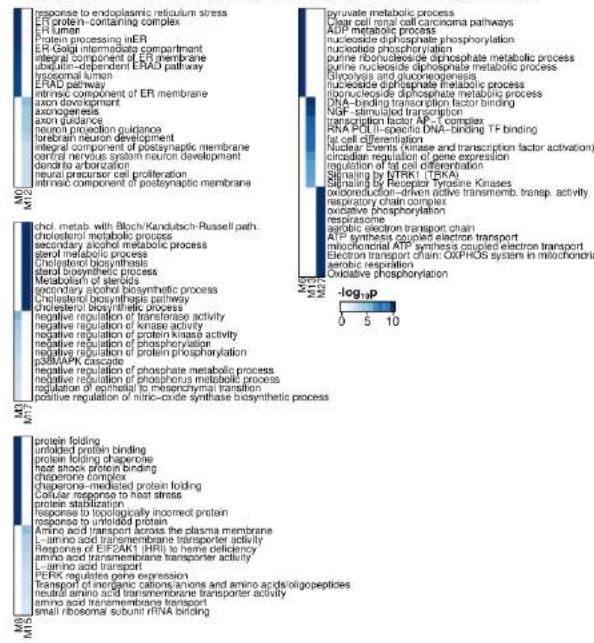 response to endoplasmic reticulum stress
ER protein-containing complex
ER lumen
Protein processing inER
ER-Golgi intermediate compartment
integral component of ER membrane
ubiquitin-dependent ERAD pathway
lysosomal lumen
ERAD pathway
intrinsic component of ER membrane
axon development
axonogenesis
axon guidance
neuron projection guidance
forebrain neuron development
integral component of postsynaptic membrane
central nervous system neuron development
dendrite arborization
neural precursor cell proliferation
intrinsic component of postsynaptic membrane
M12
chol. metab. with Bloch/Kandutsch-Russell path.
cholesterol metabolic process
secondary alcohol metabolic process
sterol metabolic process
Cholesterol biosynthesis
sterol biosynthetic process
Metabolism of steroids
secondary alcohol biosynthetic process
Cholesterol biosynthesis pathway
cholesterol biosynthetic process
negative regulation of transferase activity
negative regulation of kinase activity
negative regulation of protein kinase activity
negative regulation of phosphorylation
negative regulation of protein phosphorylation
p38MAPK cascade
negative regulation of phosphate metabolic process
negative regulation of phosphorus metabolic process
regulation of epithelial to mesenchymal transition
positive regulation of nitric-oxide synthase biosynthetic process
M3
M17
protein folding
unfolded protein binding
protein folding chaperone
heat shock protein binding
chaperone complex
chaperone-mediated protein folding
Cellular response to heat stress
protein stabilization
response to topologically incorrect protein
response to unfolded protein
Amino acid transport across the plasma membrane
L-amino acid transmembrane transporter activity
Response of EIF2AK1 (HRI) to heme deficiency
amino acid transmembrane transporter activity
L-amino acid transport
PERK regulates gene expression
Transport of inorganic cations/anions and amino acids/oligopeptides
neutral amino acid transmembrane transporter activity
amino acid transmembrane transport
small ribosomal subunit rRNA binding
M15
pyruvate metabolic process
Clear cell renal cell carcinoma pathways
ADP metabolic process
nucleoside diphosphate phosphorylation
nucleotide phosphorylation
purine ribonucleoside diphosphate metabolic process
purine nucleoside diphosphate metabolic process
Glycolysis and gluconeogenesis
nucleoside diphosphate metabolic process
ribonucleoside diphosphate metabolic process
DNA-binding transcription factor binding
NGF-stimulated transcription
transcription factor AP-1 complex
RNA POLII-specific DNA-binding TF binding
fat cell differentiation
Nuclear Events (kinase and transcription factor activation)
circadian regulation of gene expression
regulation of fat cell differentiation
Signaling by NTRK1 (TRKA)
Signaling by Receptor Tyrosine Kinases
oxidoreduction-driven active transmemb. transp. activity
respiratory chain complex
oxidative phosphorylation
respirasome
aerobic electron transport chain
ATP synthesis coupled electron transport
mitochondrial ATP synthesis coupled electron transport
Electron transport chain: OXPHOS system in mitochondria
aerobic respiration
Oxidative phosphorylation
M13
M27
-log10p
0 5 10